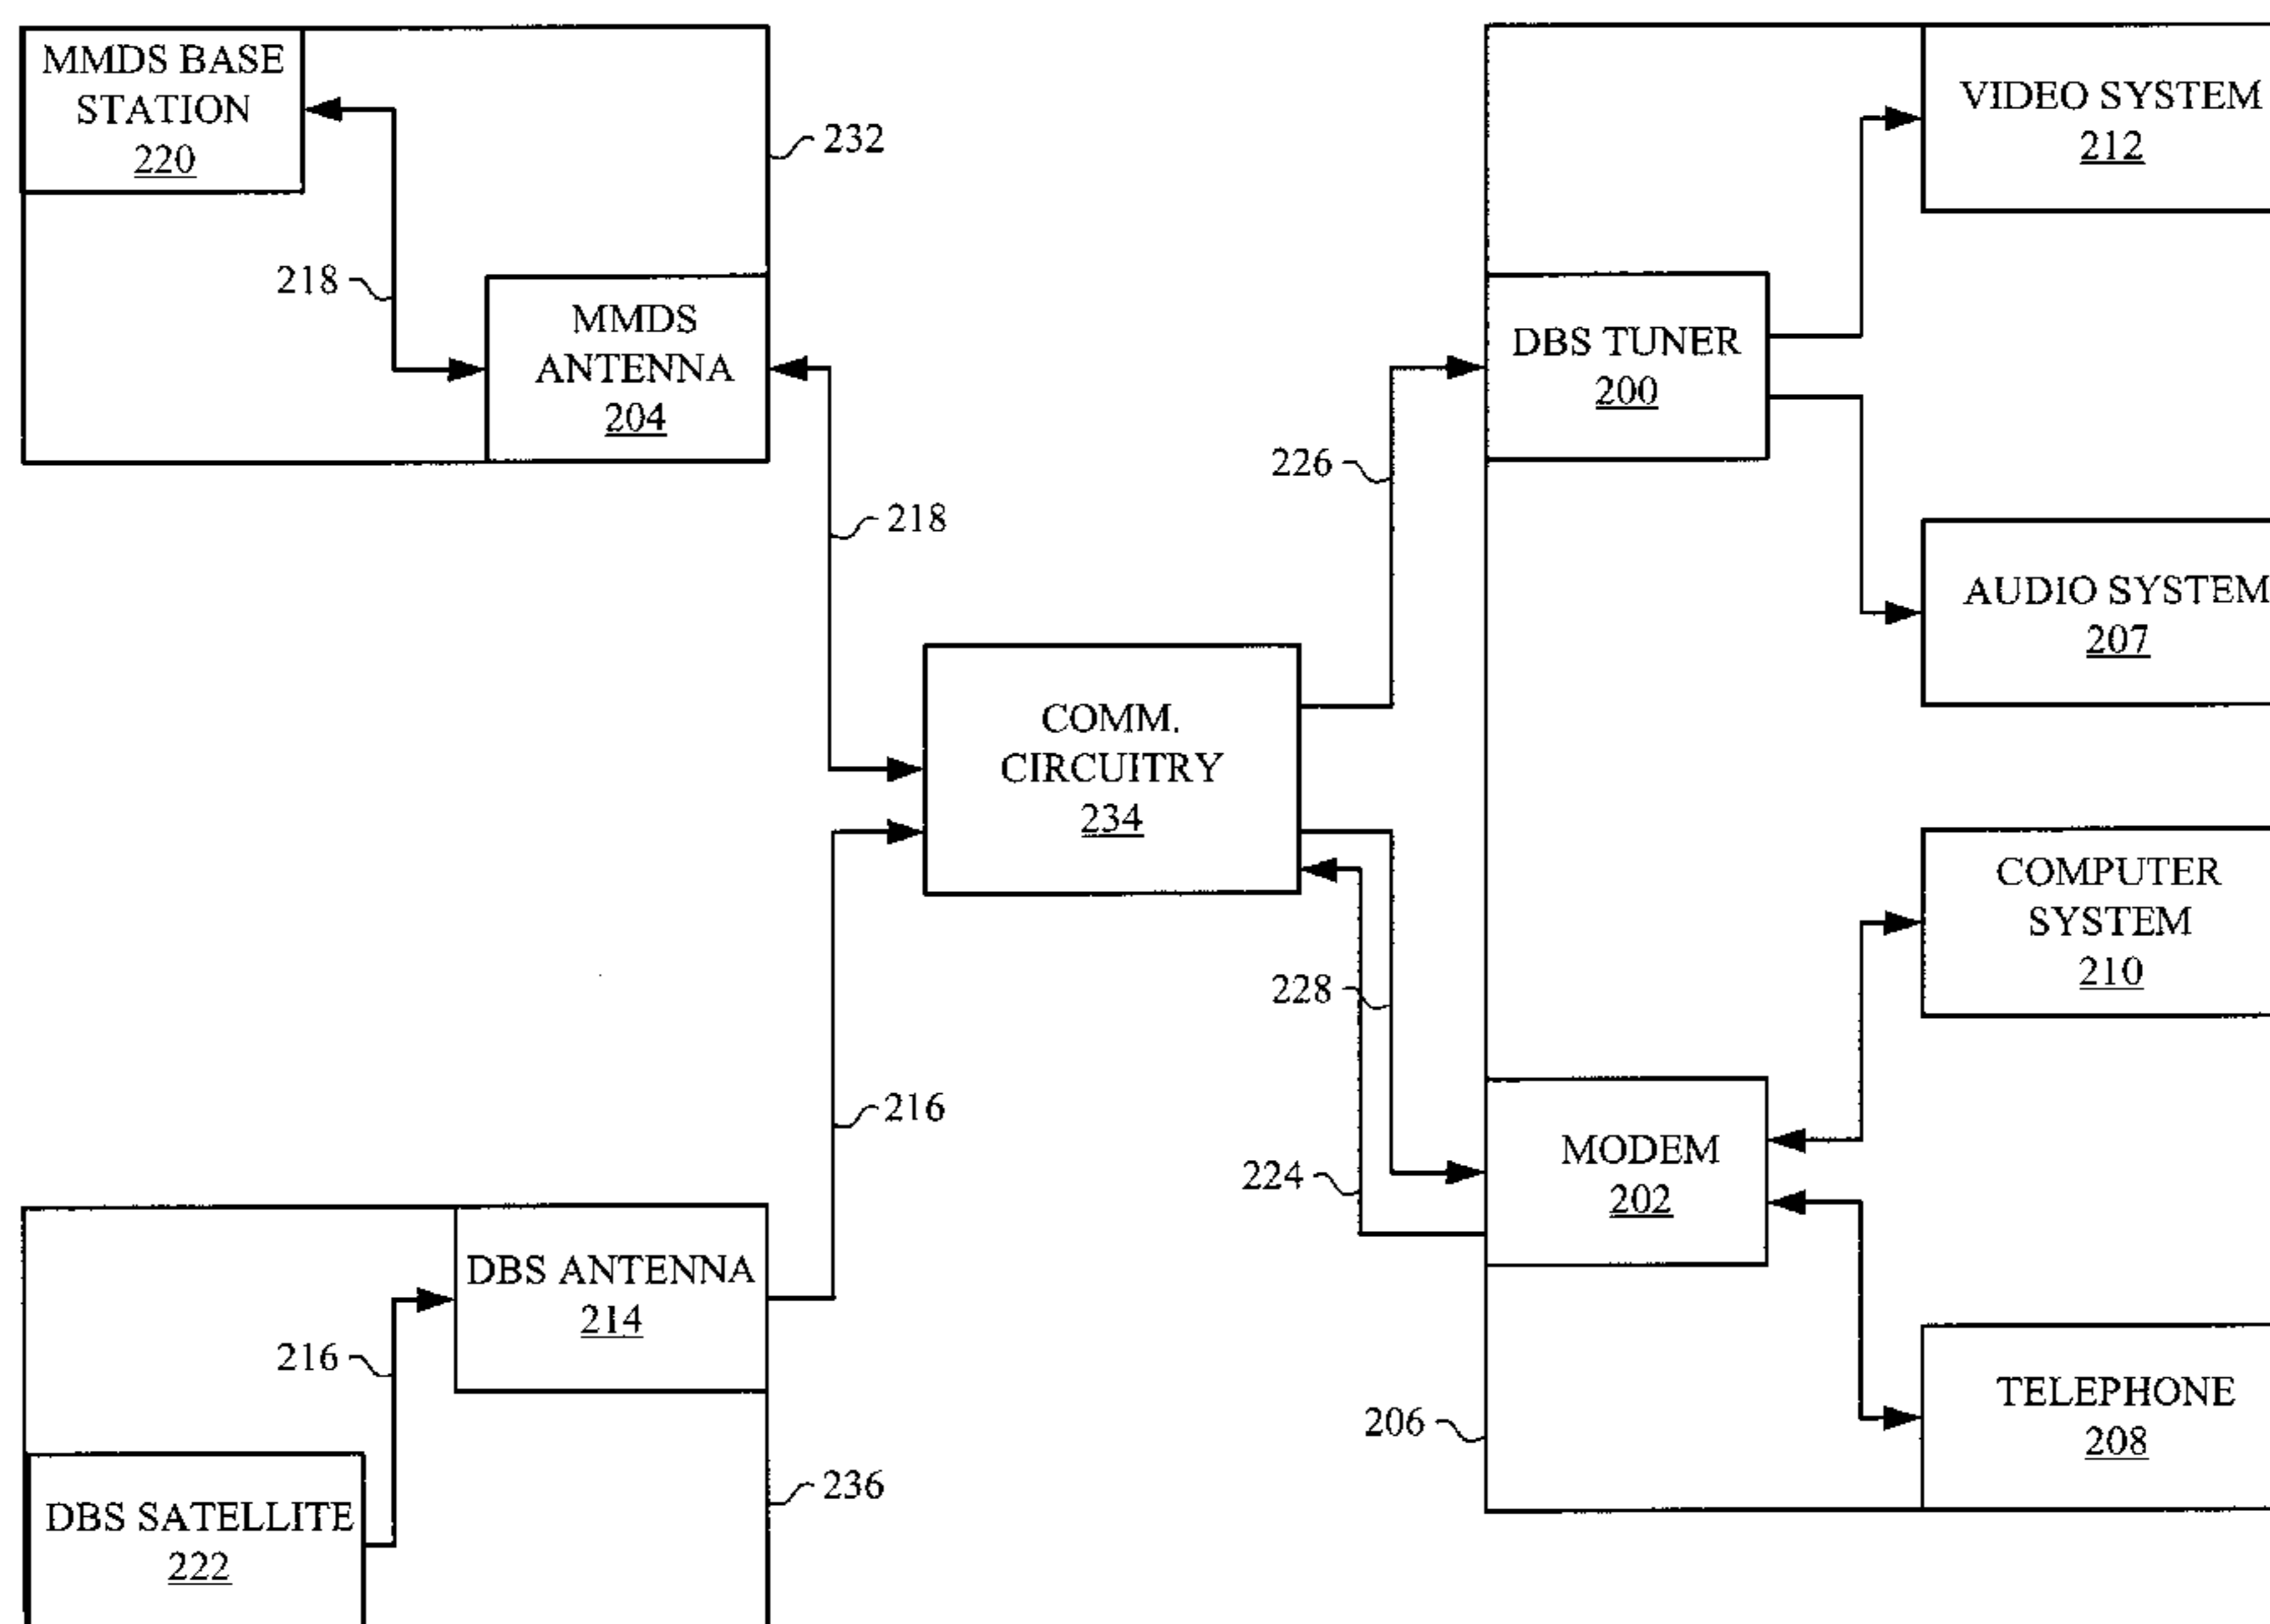 MMDS BASE
STATION
220
232
218
MMDS
ANTENNA
204
218
COMM.
CIRCUITRY
234
216
DBS ANTENNA
214
216
DBS SATELLITE
222
236
VIDEO SYSTEM
212
DBS TUNER
200
226
AUDIO SYSTEM
207
COMPUTER
SYSTEM
210
228
224
MODEM
202
206
TELEPHONE
208